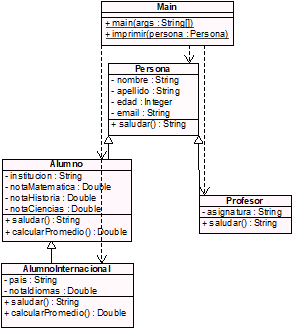 Main
+ main(args : String[])
+ imprimir(persona : Persona)
Persona
- nombre : String
- apellido : String
- edad : Integer
- email : String
+ saludar() : String
Alumno
- institucion : String
- notaMatematica : Double
- notaHistoria : Double
- notaCiencias : Double
+ saludar() : String
+ calcularPromedio() : Double
Profesor
- asignatura : String
+ saludar() : String
AlumnoInternacional
- pais : String
- notaIdiomas : Double
+ saludar() : String
+ calcularPromedio() : Double